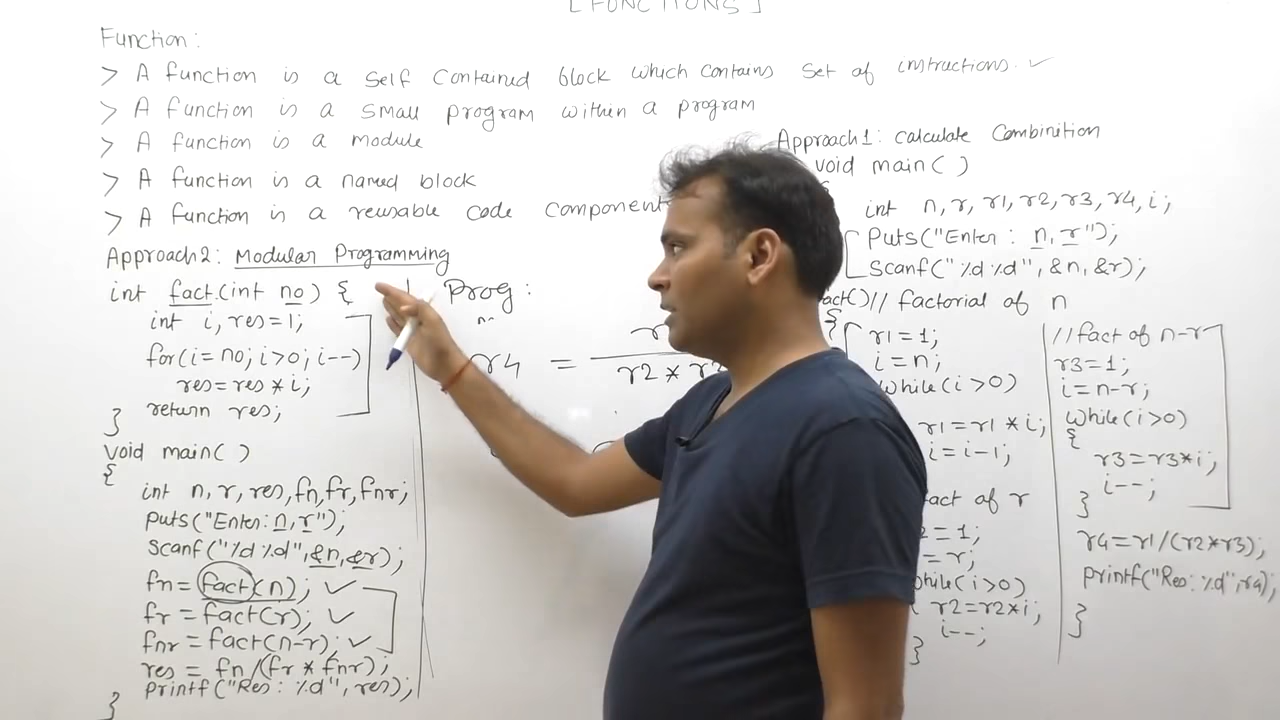 [ FUNCTIONS ]
Function:
> A function is a self contained block which contains set of instructions.
> A function is a small program within a program
> A function is a module
> A function is a named block
> A function is a reusable code component
Approach2: Modular Programming
int fact(int no) {
int i, res=1;
for(i=no; i>0; i--)
res=res*i;
return res;
}
void main( )
{
int n, r, res, fn, fr, fnr;
puts("Enter: n, r");
scanf("%d %d", &n, &r);
fn = fact(n);
fr = fact(r);
fnr = fact(n-r);
res = fn/(fr * fnr);
printf("Res: %d", res);
}
Prog:
r4 =
r2 *
Approach1: calculate Combinition
void main( )
int n, r, r1, r2, r3, r4, i;
puts("Enter : n, r");
scanf("%d%d", &n, &r);
fact()// factorial of n
{
r1=1;
i=n;
while(i>0)
r1=r1*i;
i=i-1;
fact of r
2=1;
=r;
while(i>0)
{ r2=r2*i;
i--;
}
//fact of n-r
r3=1;
i=n-r;
while(i>0)
{
r3=r3*i;
i--;
}
r4=r1/(r2*r3);
printf("Res: %d", r4);
}